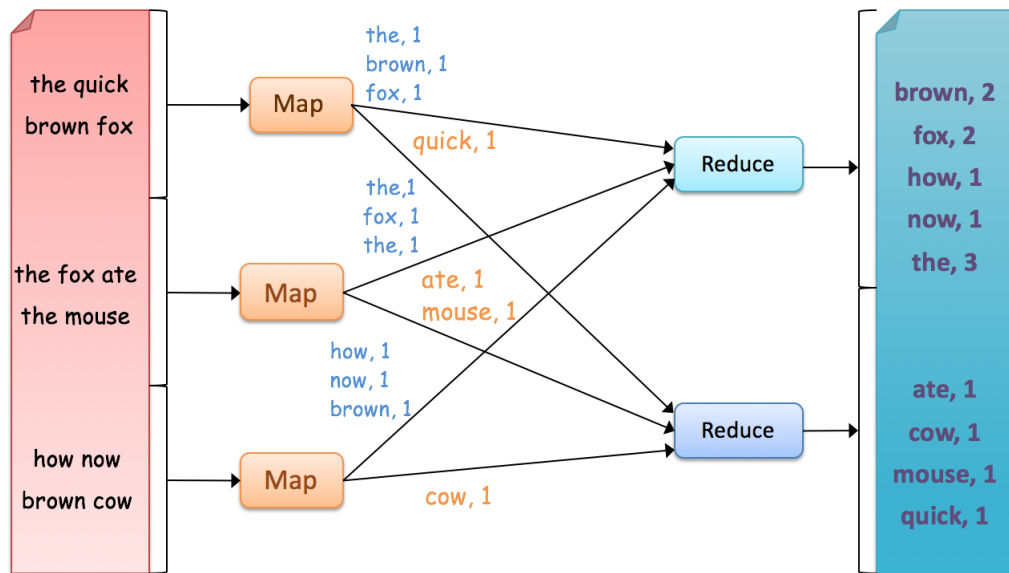 the quick
brown fox
the fox ate
the mouse
how now
brown cow
Map
Map
Map
the, 1
brown, 1
fox, 1
quick, 1
the,1
fox, 1
the, 1
ate, 1
mouse, 1
how, 1
now, 1
brown, 1
cow, 1
Reduce
Reduce
brown, 2
fox, 2
how, 1
now, 1
the, 3
ate, 1
cow, 1
mouse, 1
quick, 1